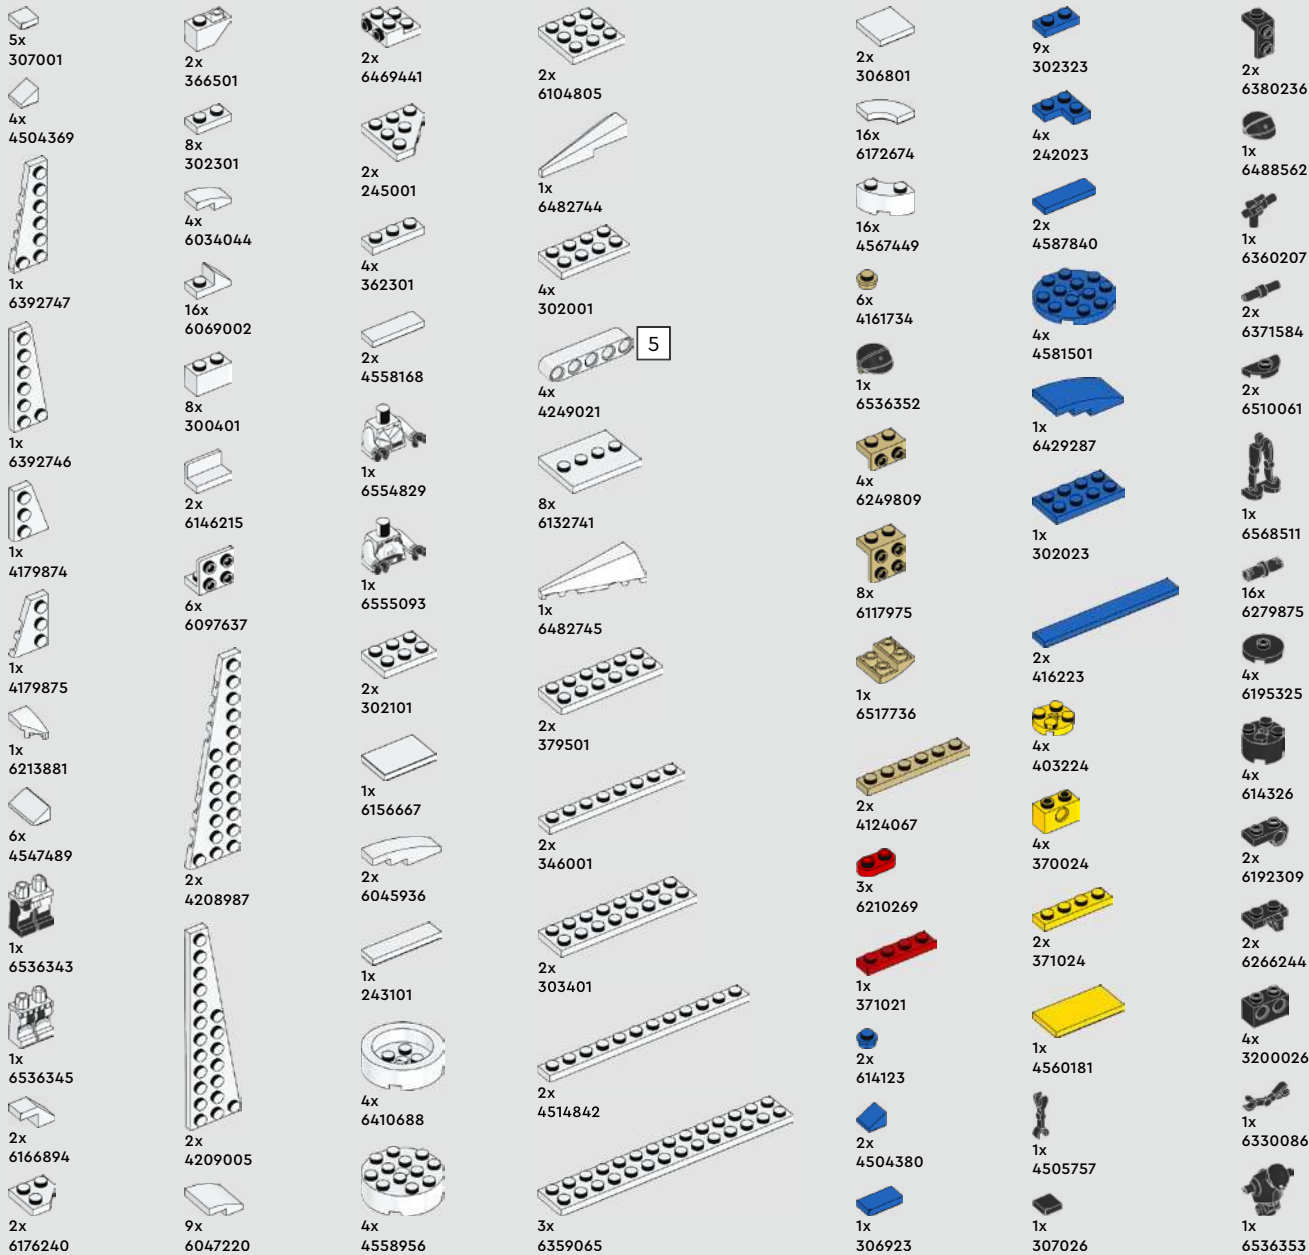 5x
307001
4x
4504369
1x
6392747
1x
6392746
1x
4179874
1x
4179875
1x
6213881
6x
4547489
1x
6536343
1x
6536345
2x
6166894
2x
6176240
2x
366501
8x
302301
4x
6034044
16x
6069002
8x
300401
2x
6146215
6x
6097637
2x
4208987
2x
4209005
9x
6047220
2x
6469441
2x
245001
4x
362301
2x
4558168
1x
6554829
1x
6555093
2x
302101
1x
6156667
2x
6045936
1x
243101
4x
6410688
4x
4558956
2x
6104805
1x
6482744
4x
302001
5
4x
4249021
8x
6132741
1x
6482745
2x
379501
2x
346001
2x
303401
2x
4514842
3x
6359065
2x
306801
16x
6172674
16x
4567449
6x
4161734
1x
6536352
4x
6249809
8x
6117975
1x
6517736
2x
4124067
3x
6210269
1x
371021
2x
614123
2x
4504380
1x
306923
9x
302323
4x
242023
2x
4587840
4x
4581501
1x
6429287
1x
302023
2x
416223
4x
403224
4x
370024
2x
371024
1x
4560181
1x
4505757
1x
307026
2x
6380236
1x
6488562
1x
6360207
2x
6371584
2x
6510061
1x
6568511
16x
6279875
4x
6195325
4x
614326
2x
6192309
2x
6266244
4x
3200026
1x
6330086
1x
6536353